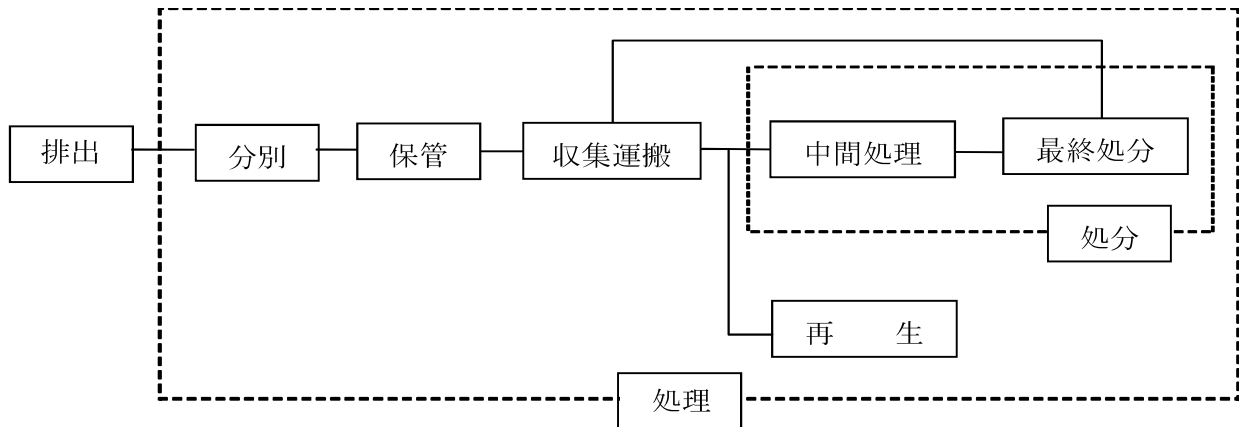 排出
分別
保管
収集運搬
中間処理
最終処分
処分
再　　生
処理